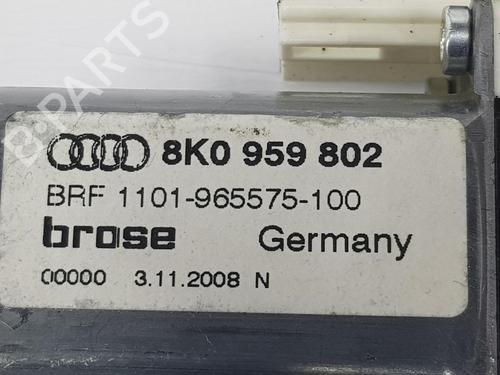 B-PARTS
8K0 959 802
BRF 1101-965575-100
brose Germany
00000 3.11.2008 N